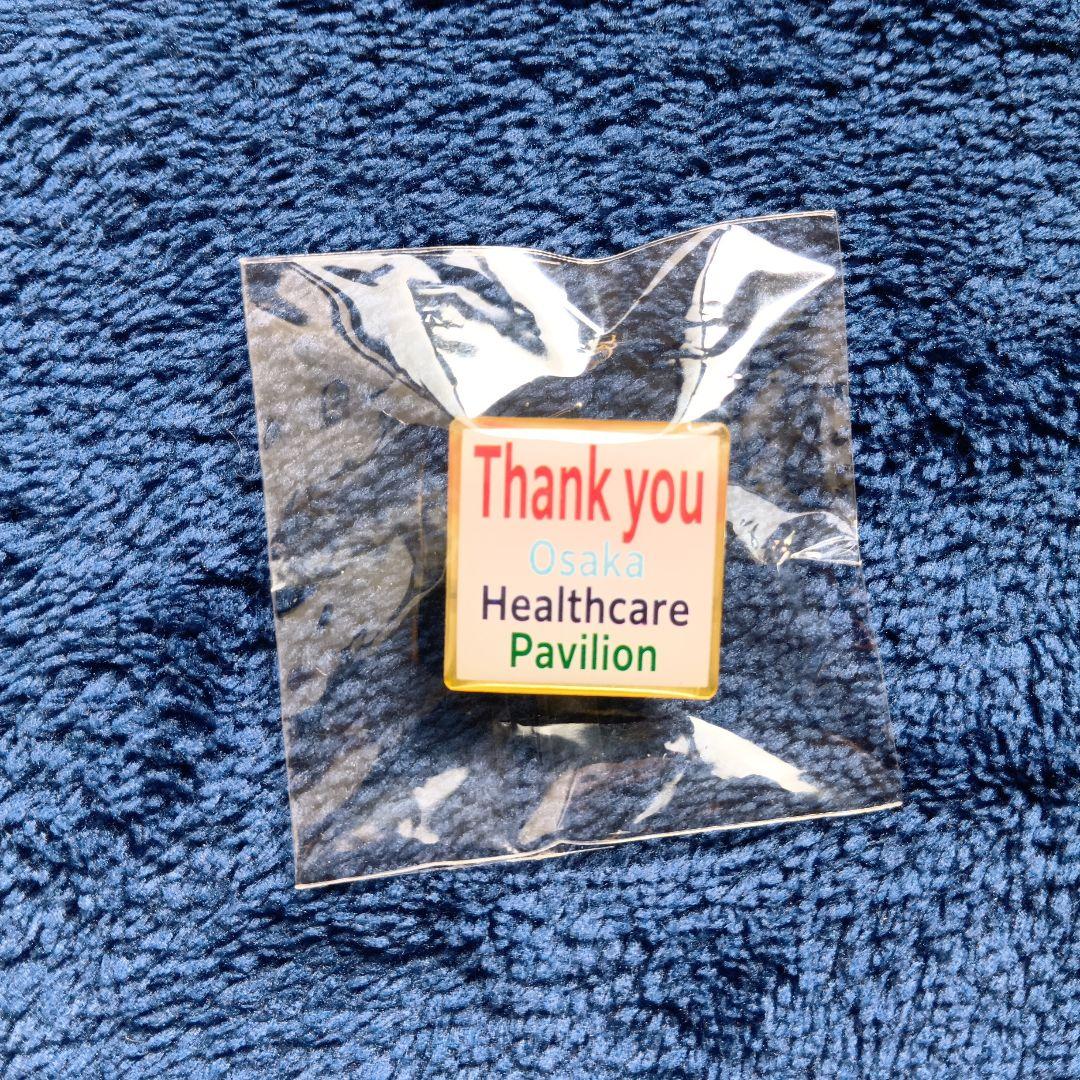 Thank you
Osaka
Healthcare
Pavilion